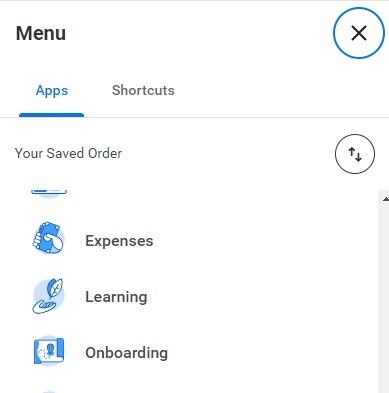 Menu
Apps
Shortcuts
Your Saved Order
Expenses
Learning
Onboarding